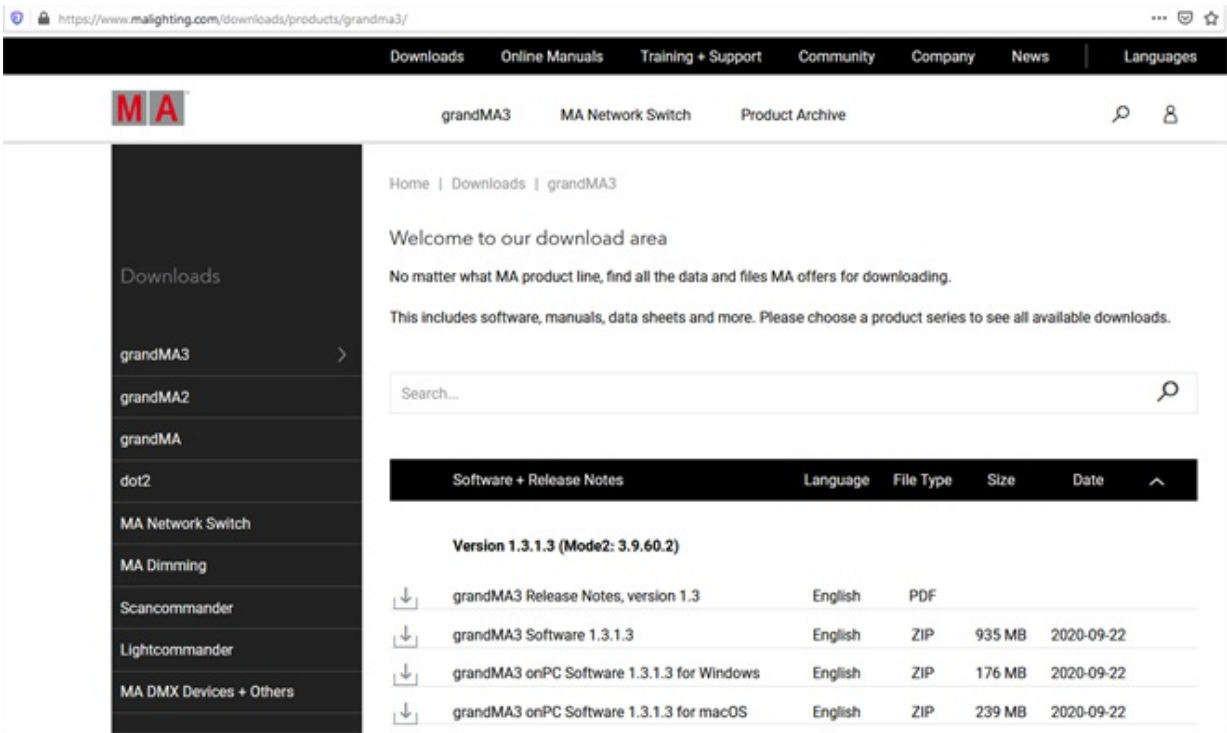 https://www.malighting.com/downloads/products/grandma3/
Downloads Online Manuals Training + Support Community Company News Languages
MA
grandMA3 MA Network Switch Product Archive
Downloads
grandMA3
grandMA2
grandMA
dot2
MA Network Switch
MA Dimming
Scancommander
Lightcommander
MA DMX Devices + Others
Home | Downloads | grandMA3
Welcome to our download area
No matter what MA product line, find all the data and files MA offers for downloading.
This includes software, manuals, data sheets and more. Please choose a product series to see all available downloads.
Search...
Software + Release Notes Language File Type Size Date
Version 1.3.1.3 (Mode2: 3.9.60.2)
grandMA3 Release Notes, version 1.3 English PDF
grandMA3 Software 1.3.1.3 English ZIP 935 MB 2020-09-22
grandMA3 onPC Software 1.3.1.3 for Windows English ZIP 176 MB 2020-09-22
grandMA3 onPC Software 1.3.1.3 for macOS English ZIP 239 MB 2020-09-22